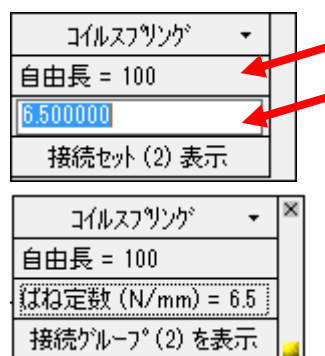 ｺｲﾙｽﾌﾟﾘﾝｸﾞ
自由長 = 100
6.500000
接続ｾｯﾄ (2) 表示
ｺｲﾙｽﾌﾟﾘﾝｸﾞ
自由長 = 100
ばね定数 (N/mm) = 6.5
接続ｸﾞﾙｰﾌﾟ (2) を表示